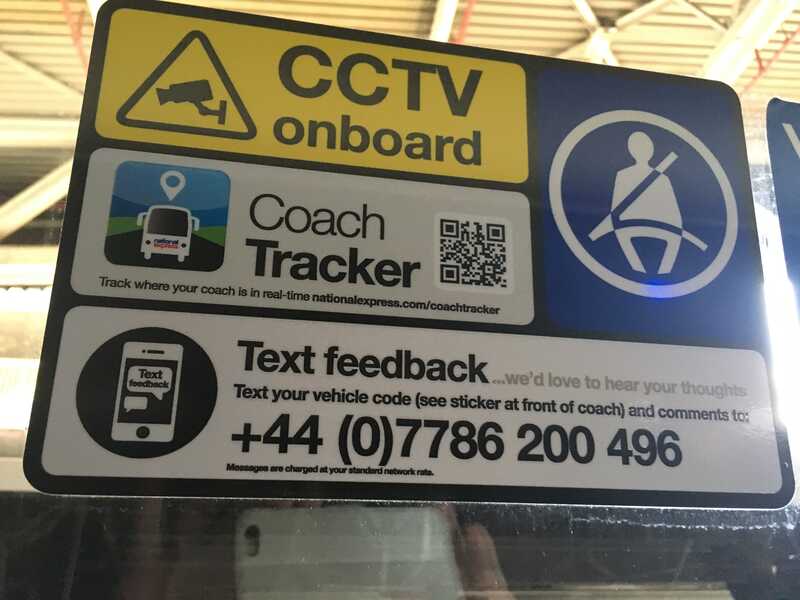 CCTV
onboard
national
express
Coach
Tracker
Track where your coach is in real-time nationalexpress.com/coachtracker
Text
feedback
Text feedback ...we'd love to hear your thoughts
Text your vehicle code (see sticker at front of coach) and comments to:
+44 (0)7786 200 496
Messages are charged at your standard network rate.